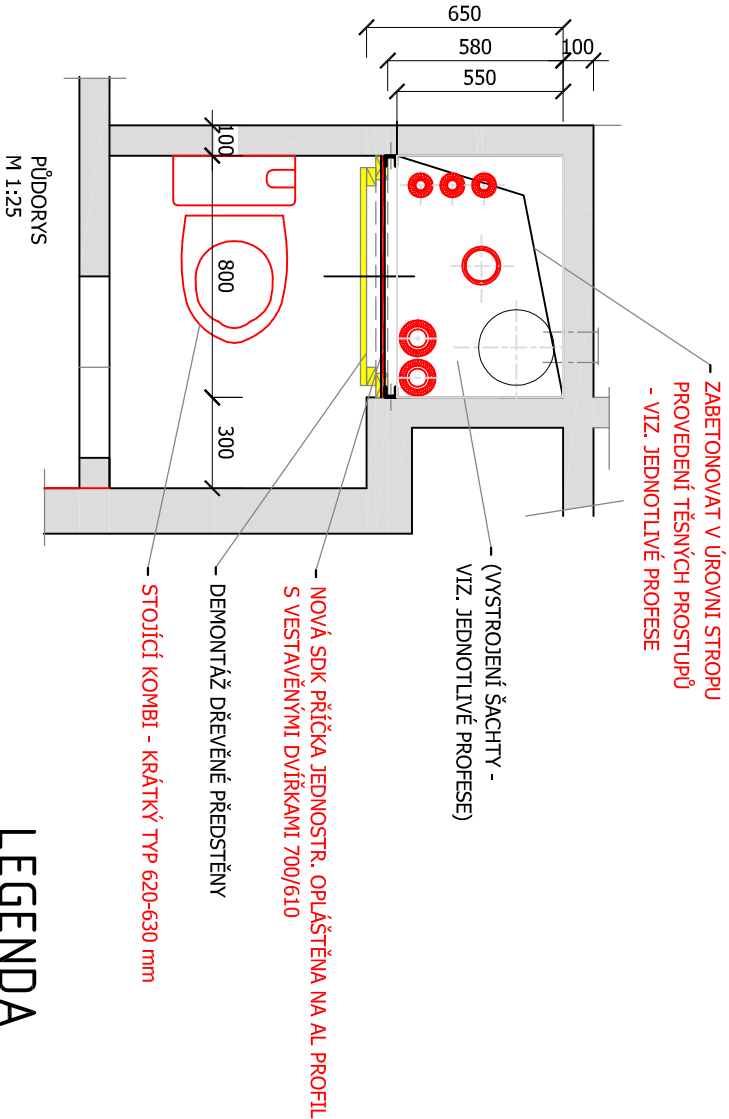 650
580
100
550
100
800
300
PŮDORYS
M 1:25
ZABETONOVAT V ÚROVNI STROPU
PROVEDENÍ TĚSNÝCH PROSTUPŮ
- VIZ. JEDNOTLIVÉ PROFESE
- (VYSTROJENÍ ŠACHTY -
VIZ. JEDNOTLIVÉ PROFESE)
NOVÁ SDK PŘÍČKA JEDNOSTR. OPLÁŠTĚNA NA AL PROFIL
S VESTAVĚNÝMI DVÍŘKAMI 700/610
DEMONTÁŽ DŘEVĚNÉ PŘEDSTĚNY
STOJÍCÍ KOMBI - KRÁTKÝ TYP 620-630 mm
LEGENDA